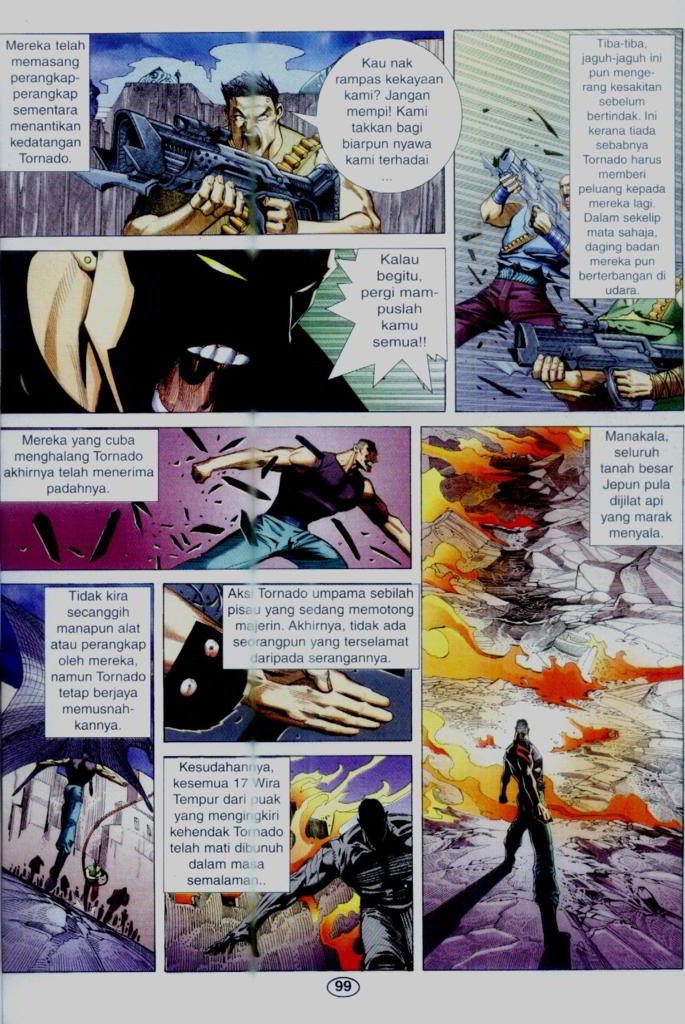 Mereka telah
memasang
perangkap-
perangkap
sementara
menantikan
kedatangan
Tornado.
Kau nak
rampas kekayaan
kami? Jangan
mempi! Kami
takkan bagi
biarpun nyawa
kami terhadai
...
Tiba-tiba,
jaguh-jaguh ini
pun menge-
rang kesakitan
sebelum
bertindak. Ini
kerana tiada
sebabnya
Tornado harus
memberi
peluang kepada
mereka lagi.
Dalam sekelip
mata sahaja,
daging badan
mereka pun
berterbangan di
udara.
Kalau
begitu,
pergi mam-
puslah
kamu
semua!!
Mereka yang cuba
menghalang Tornado
akhirnya telah menerima
padahnya.
Manakala,
seluruh
tanah besar
Jepun pula
dijilat api
yang marak
menyala.
Tidak kira
secanggih
manapun alat
atau perangkap
oleh mereka,
namun Tornado
tetap berjaya
memusnah-
kannya.
Aksi Tornado umpama sebilah
pisau yang sedang memotong
majerin. Akhirnya, tidak ada
seorangpun yang terselamat
daripada serangannya.
Kesudahannya,
kesemua 17 Wira
Tempur dari puak
yang mengingkiri
kehendak Tornado
telah mati dibunuh
dalam masa
semalaman..
99